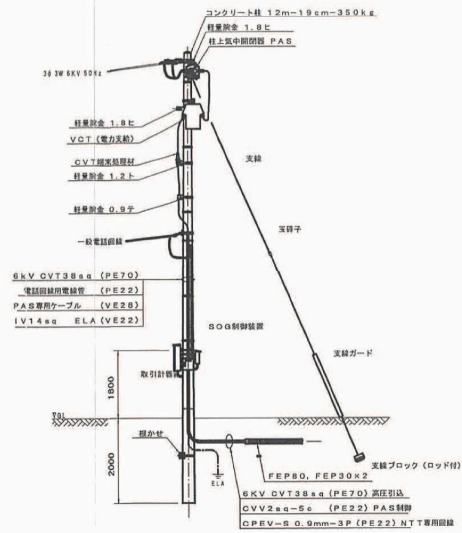 コンクリート柱 12m-19cm-350kg
軽量腕金 1.8ヒ
柱上気中開閉器 PAS
3φ3W 6KV 50Hz
軽量腕金 1.8ヒ
VCT (電力支給)
CVT端末処理材
軽量腕金 1.2ト
軽量腕金 0.9テ
一般電話回線
支線
玉碍子
6kV CVT38sq (PE70)
電話回線用電線管 (PE22)
PAS専用ケーブル (VE28)
IV14sq ELA (VE22)
SOG制御装置
取引計器箱
支線ガード
1800
▽GL
2000
根かせ
ELA
支線ブロック (ロッド付)
FEP80, FEP30×2
6KV CVT38sq (PE70) 高圧引込
CVV2sq-5c (PE22) PAS制御
CPEV-S 0.9mm-3P (PE22) NTT専用回線